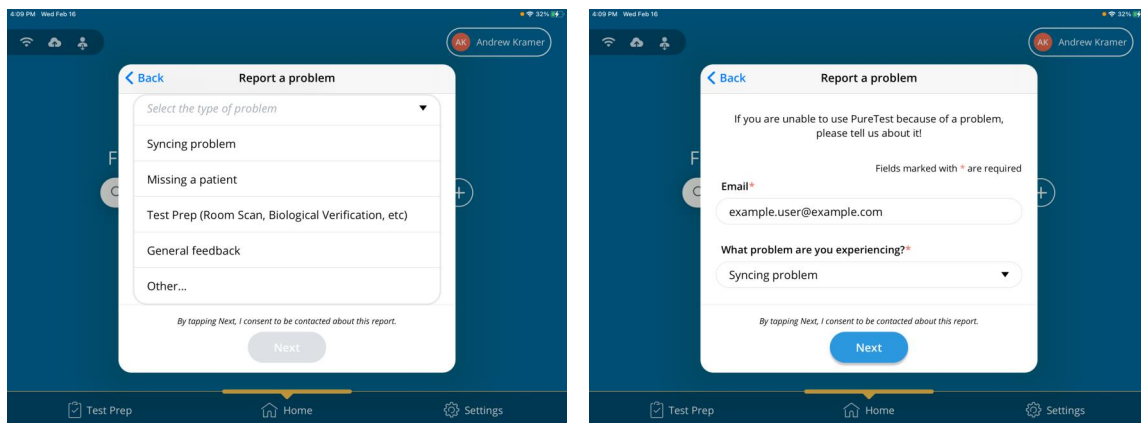 4:09 PM Wed Feb 16
32%
AK Andrew Kramer
Back
Report a problem
Select the type of problem
Syncing problem
Missing a patient
Test Prep (Room Scan, Biological Verification, etc)
General feedback
Other...
By tapping Next, I consent to be contacted about this report.
Next
F
Test Prep
Home
Settings
4:09 PM Wed Feb 16
32%
AK Andrew Kramer
Back
Report a problem
If you are unable to use PureTest because of a problem,
please tell us about it!
Fields marked with * are required
Email*
example.user@example.com
What problem are you experiencing?*
Syncing problem
By tapping Next, I consent to be contacted about this report.
Next
F
Test Prep
Home
Settings